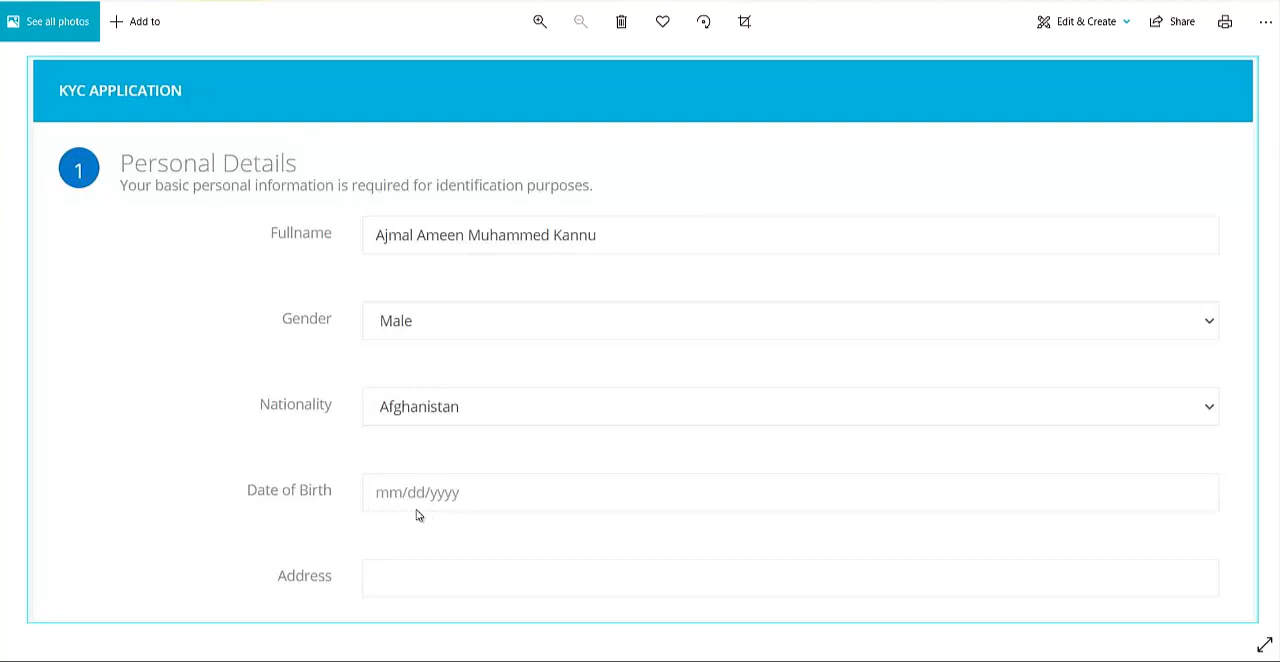 See all photos
Add to
Edit & Create
Share
KYC APPLICATION
1
Personal Details
Your basic personal information is required for identification purposes.
Fullname
Ajmal Ameen Muhammed Kannu
Gender
Male
Nationality
Afghanistan
Date of Birth
mm/dd/yyyy
Address